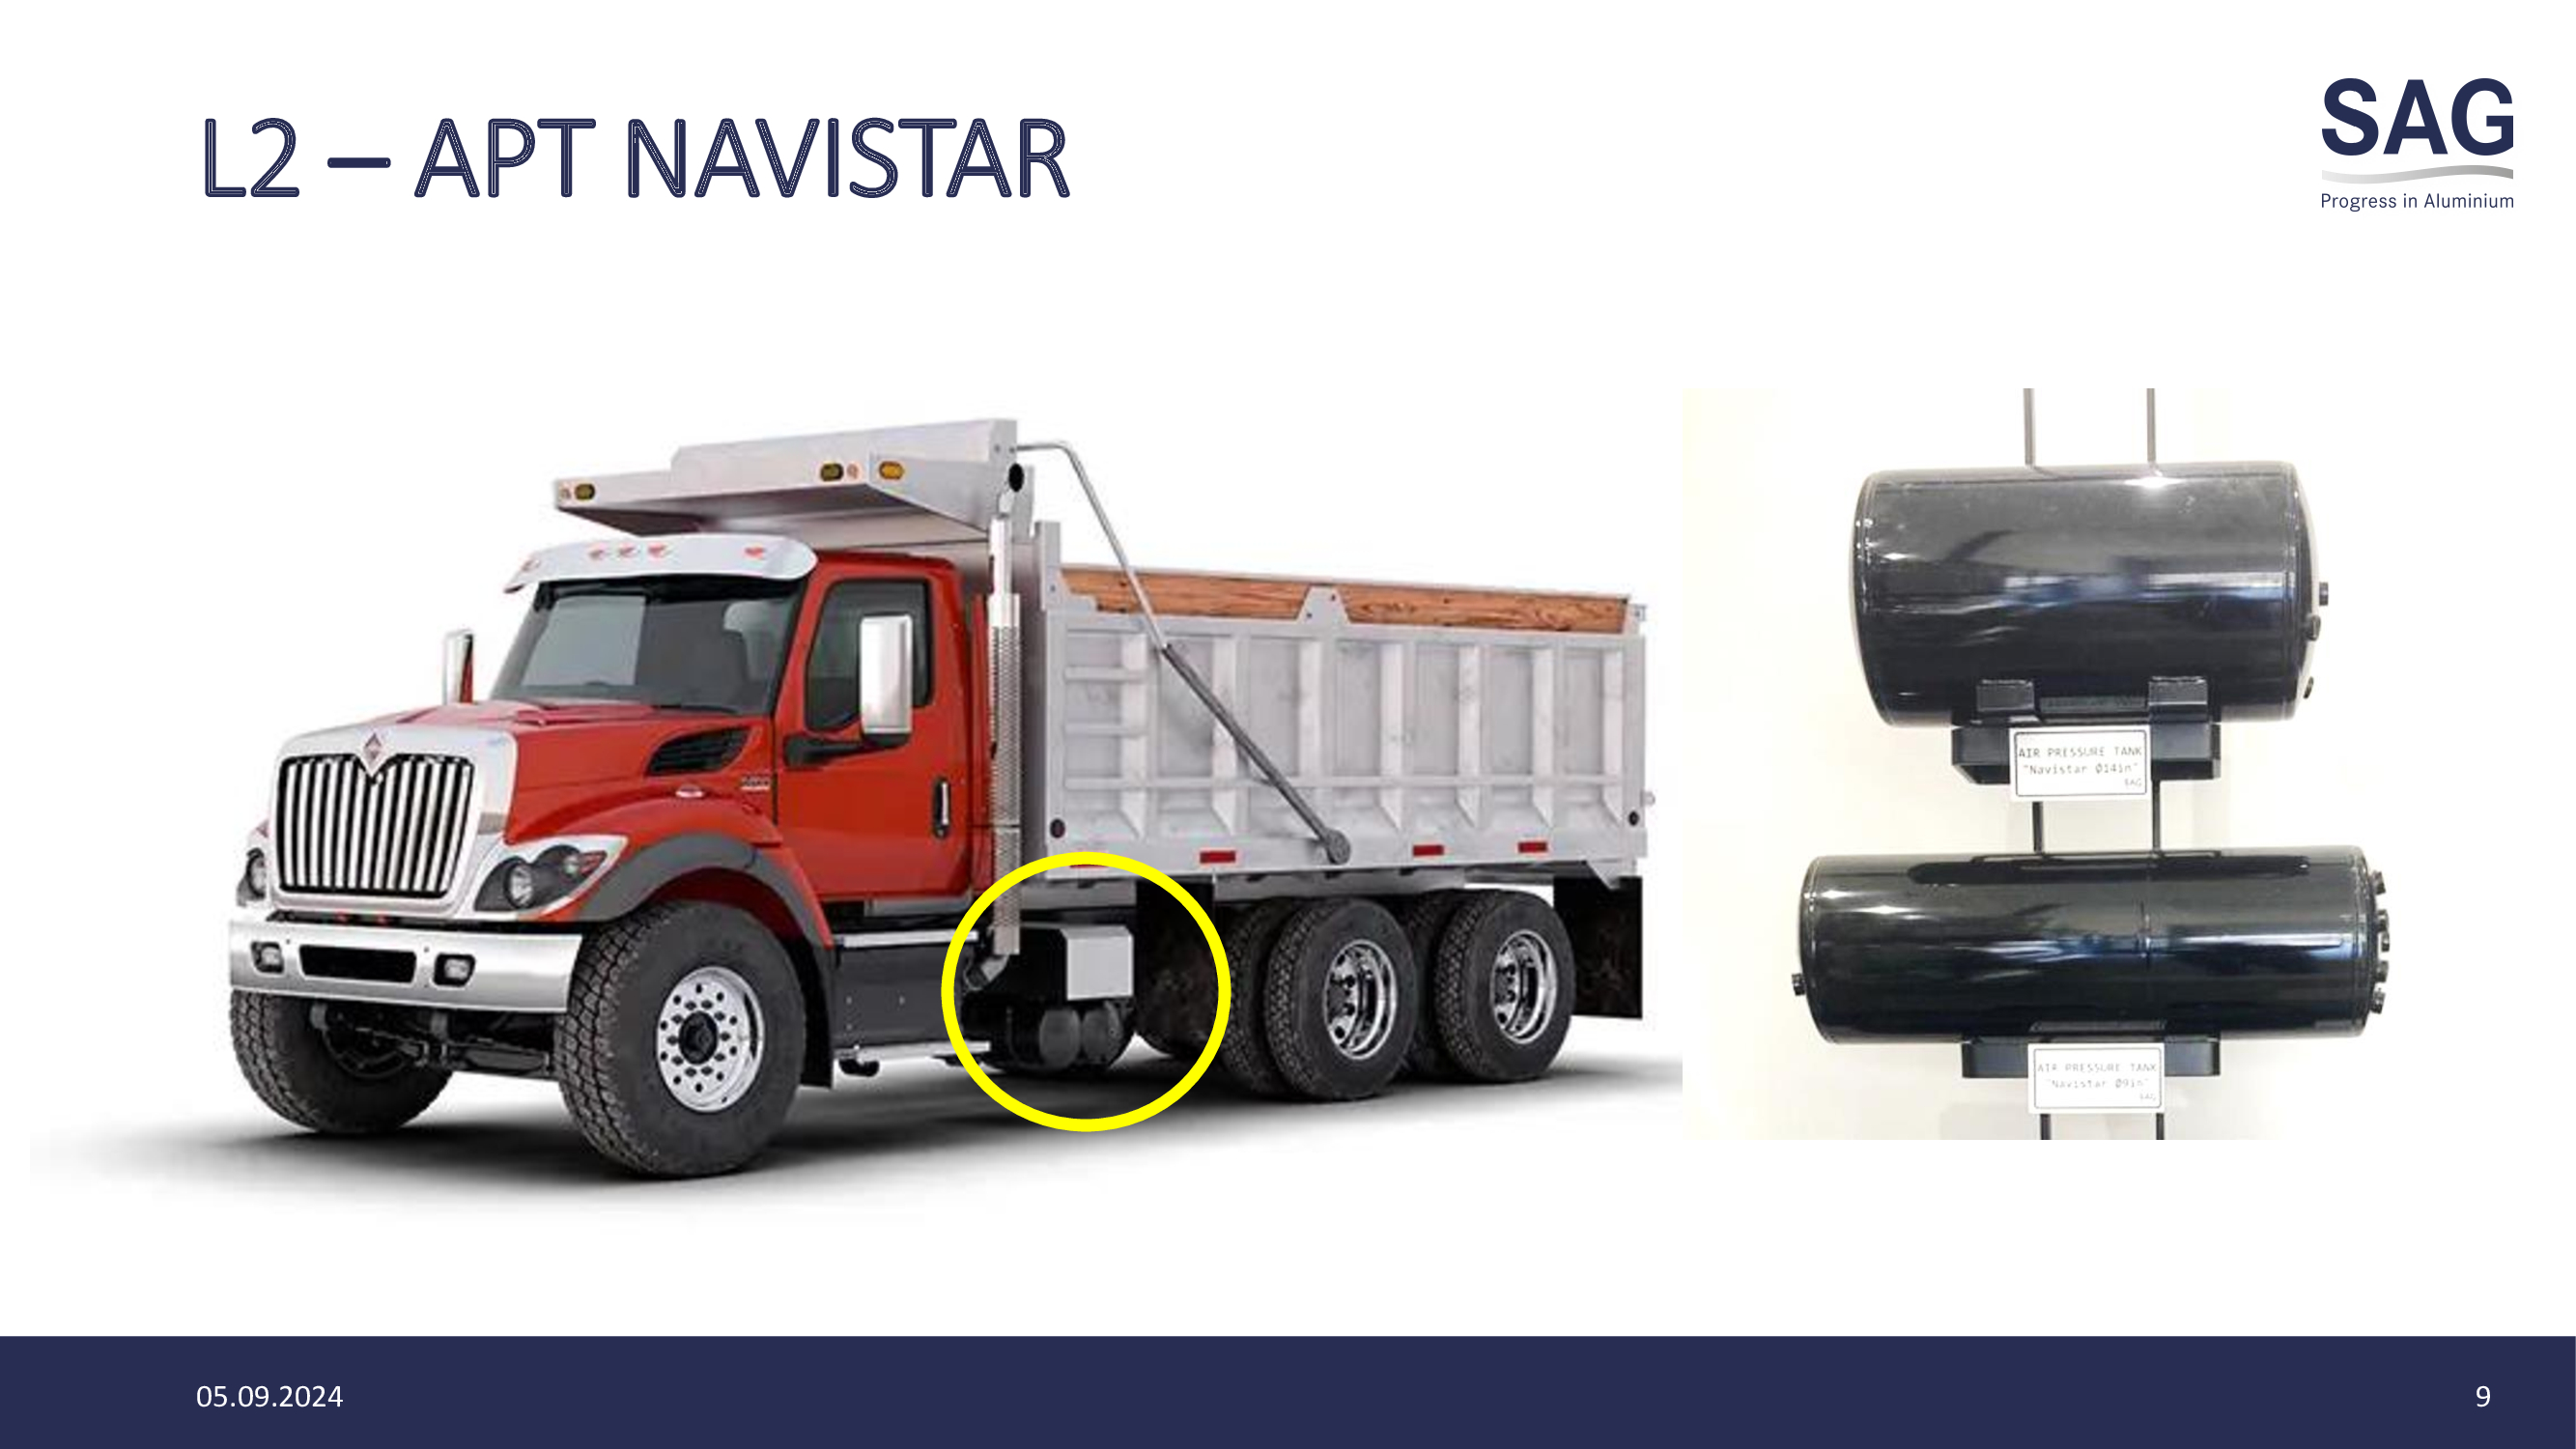 L2 – APT NAVISTAR
SAG
Progress in Aluminium
AIR PRESSURE TANK
"Navistar Ø14in"
SAG
AIR PRESSURE TANK
"Navistar Ø9in"
SAG
05.09.2024
9